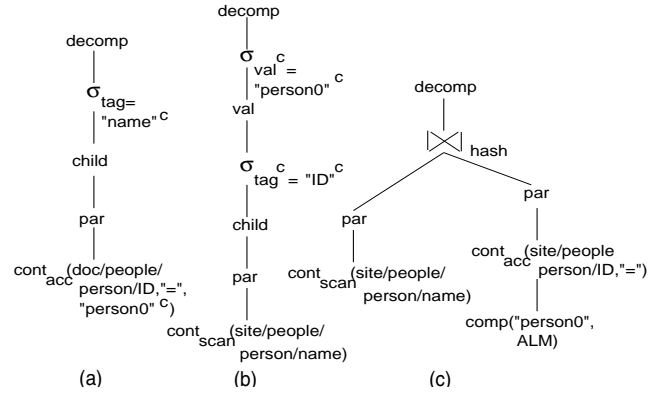 decomp
σ tag=
"name" c
child
par
cont acc (doc/people/
person/ID,"=",
"person0" c)
(a)
decomp
σ val c =
"person0" c
val
σ tag c = "ID" c
child
par
cont scan (site/people/
person/name)
(b)
decomp
hash
par
cont scan (site/people/
person/name)
par
cont acc (site/people
person/ID,"=")
comp("person0",
ALM)
(c)